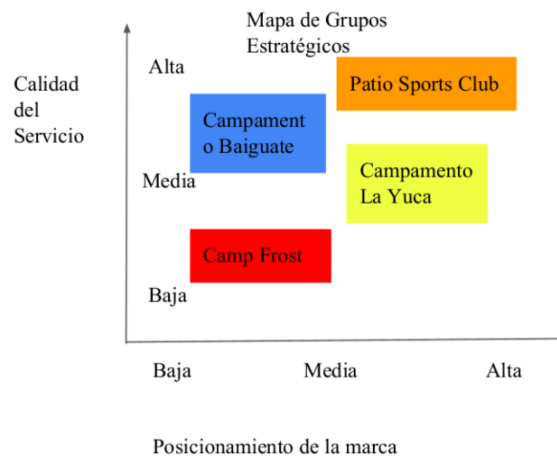 Mapa de Grupos
Estratégicos
Calidad
del
Servicio
Alta
Patio Sports Club
Campament
o Baiguate
Media
Campamento
La Yuca
Camp Frost
Baja
Baja
Media
Alta
Posicionamiento de la marca